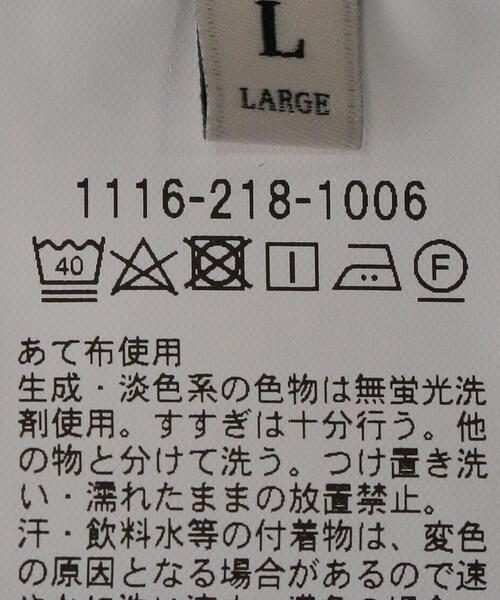 L
LARGE
1116-218-1006
40 F
あて布使用
生成・淡色系の色物は無蛍光洗
剤使用。すすぎは十分行う。他
の物と分けて洗う。つけ置き洗
い・濡れたままの放置禁止。
汗・飲料水等の付着物は、変色
の原因となる場合があるので速